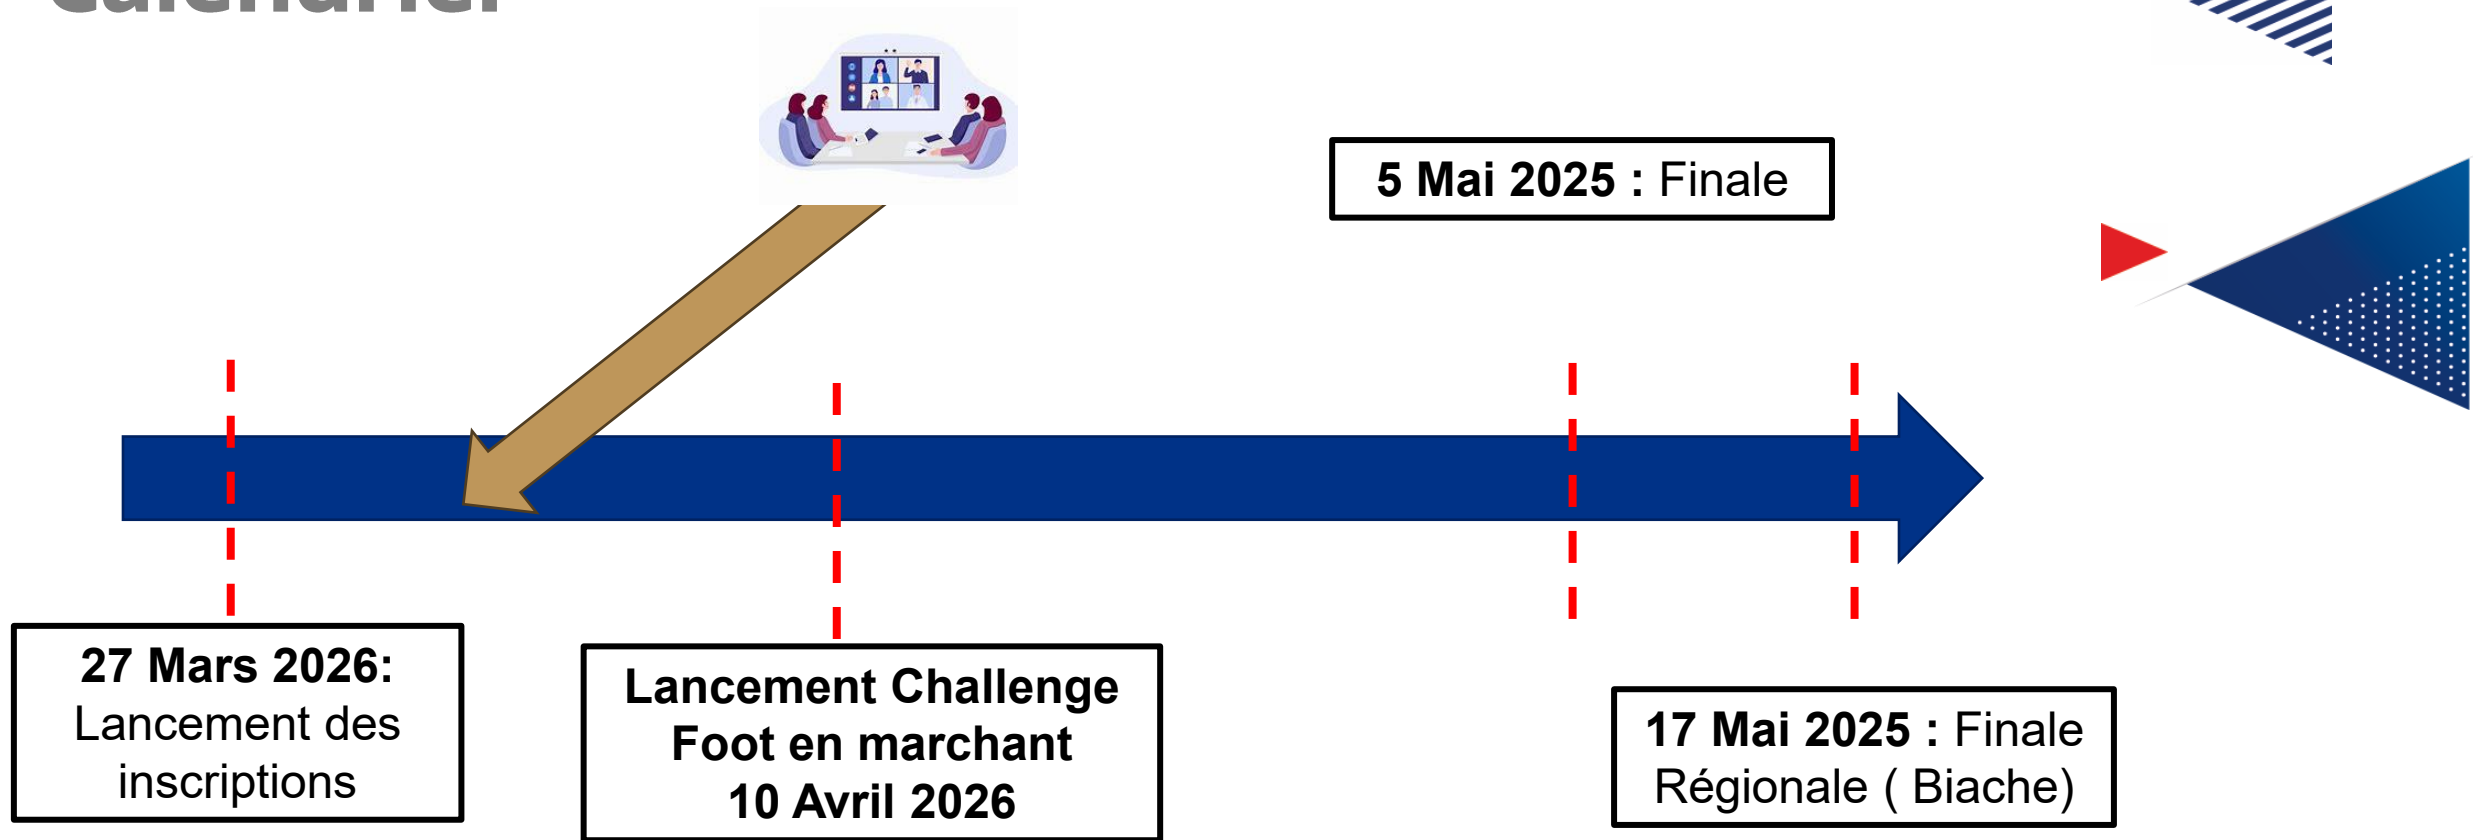 Calendrier
5 Mai 2025 : Finale
27 Mars 2026:
Lancement des
inscriptions
Lancement Challenge
Foot en marchant
10 Avril 2026
17 Mai 2025 : Finale
Régionale ( Biache)